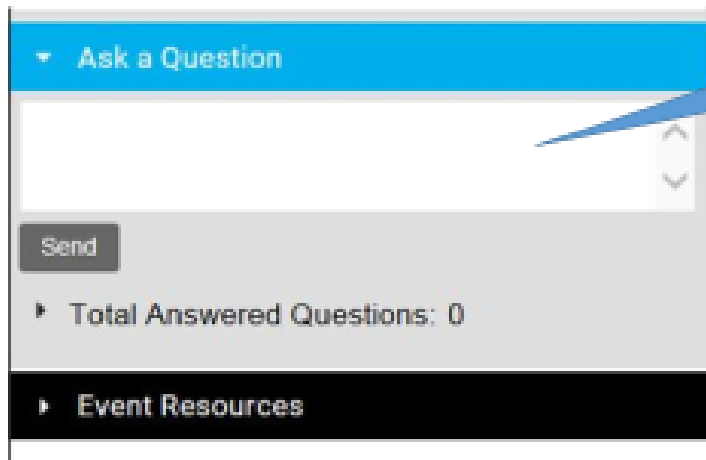 Ask a Question
Send
Total Answered Questions: 0
Event Resources